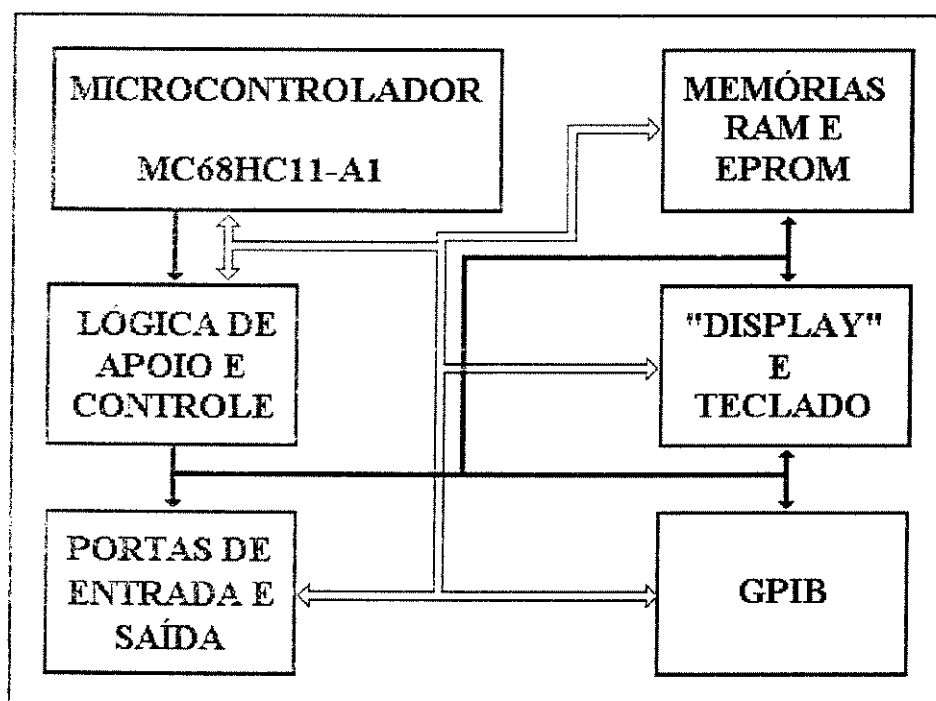 MICROCONTROLADOR
MC68HC11-A1
MEMÓRIAS
RAM E
EPROM
LÓGICA DE
APOIO E
CONTROLE
"DISPLAY"
E
TECLADO
PORTAS DE
ENTRADA E
SAÍDA
GPIB